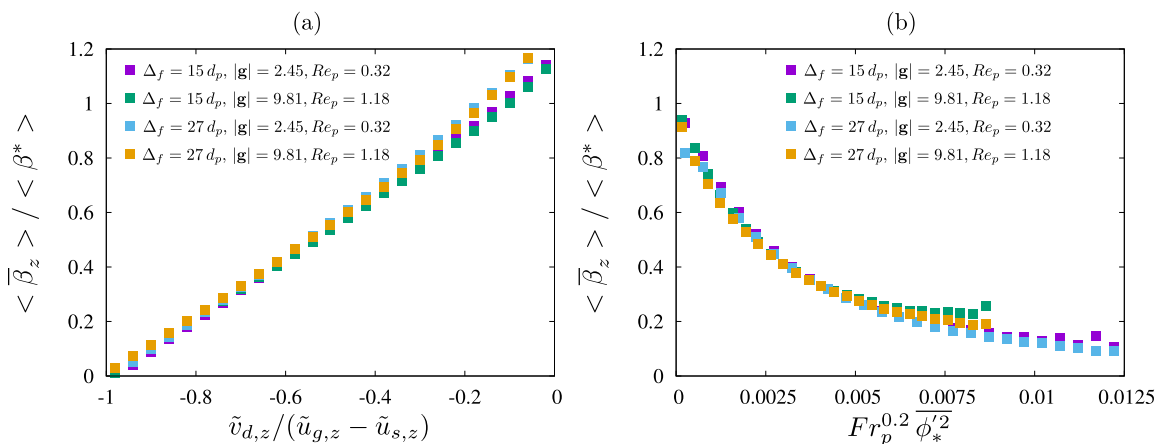 (a)
< β̅_z > / < β* >
1.2
1
0.8
0.6
0.4
0.2
0
Δ_f = 15 d_p, |g| = 2.45, Re_p = 0.32
Δ_f = 15 d_p, |g| = 9.81, Re_p = 1.18
Δ_f = 27 d_p, |g| = 2.45, Re_p = 0.32
Δ_f = 27 d_p, |g| = 9.81, Re_p = 1.18
-1 -0.8 -0.6 -0.4 -0.2 0
ṽ_{d,z}/(ũ_{g,z} − ũ_{s,z})
(b)
< β̅_z > / < β* >
1.2
1
0.8
0.6
0.4
0.2
0
Δ_f = 15 d_p, |g| = 2.45, Re_p = 0.32
Δ_f = 15 d_p, |g| = 9.81, Re_p = 1.18
Δ_f = 27 d_p, |g| = 2.45, Re_p = 0.32
Δ_f = 27 d_p, |g| = 9.81, Re_p = 1.18
0 0.0025 0.005 0.0075 0.01 0.0125
Fr_p^{0.2} \overline{ϕ_*^{'2}}